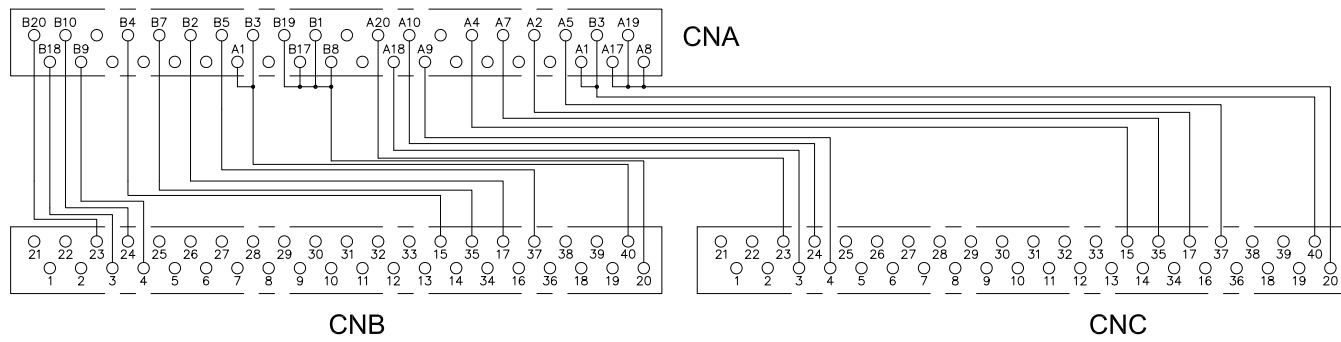 B20 B10 B4 B7 B2 B5 B3 B19 B1 A20 A10 A4 A7 A2 A5 B3 A19
B18 B9 A1 B17 B8 A18 A9 A1 A17 A8
CNA
21 22 23 24 25 26 27 28 29 30 31 32 33 15 35 17 37 38 39 40
1 2 3 4 5 6 7 8 9 10 11 12 13 14 34 16 36 18 19 20
CNB
21 22 23 24 25 26 27 28 29 30 31 32 33 15 35 17 37 38 39 40
1 2 3 4 5 6 7 8 9 10 11 12 13 14 34 16 36 18 19 20
CNC